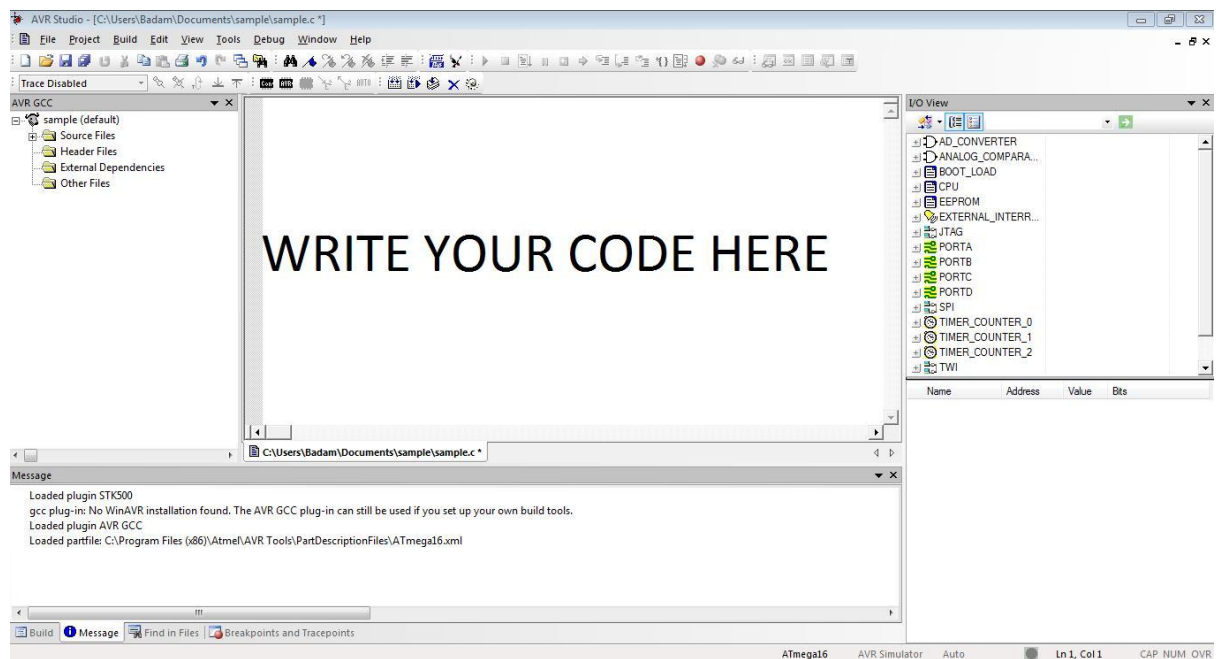 AVR Studio - [C:\Users\Badam\Documents\sample\sample.c *]
File Project Build Edit View Tools Debug Window Help
Trace Disabled
Con AVR AUTO
AVR GCC
sample (default)
Source Files
Header Files
External Dependencies
Other Files
WRITE YOUR CODE HERE
C:\Users\Badam\Documents\sample\sample.c *
I/O View
AD_CONVERTER
ANALOG_COMPARA...
BOOT_LOAD
CPU
EEPROM
EXTERNAL_INTERR...
JTAG
PORTA
PORTB
PORTC
PORTD
SPI
TIMER_COUNTER_0
TIMER_COUNTER_1
TIMER_COUNTER_2
TWI
Name Address Value Bits
Message
Loaded plugin STK500
gcc plug-in: No WinAVR installation found. The AVR GCC plug-in can still be used if you set up your own build tools.
Loaded plugin AVR GCC
Loaded partfile: C:\Program Files (x86)\Atmel\AVR Tools\PartDescriptionFiles\ATmega16.xml
Build Message Find in Files Breakpoints and Tracepoints
ATmega16 AVR Simulator Auto Ln 1, Col 1 CAP NUM OVR